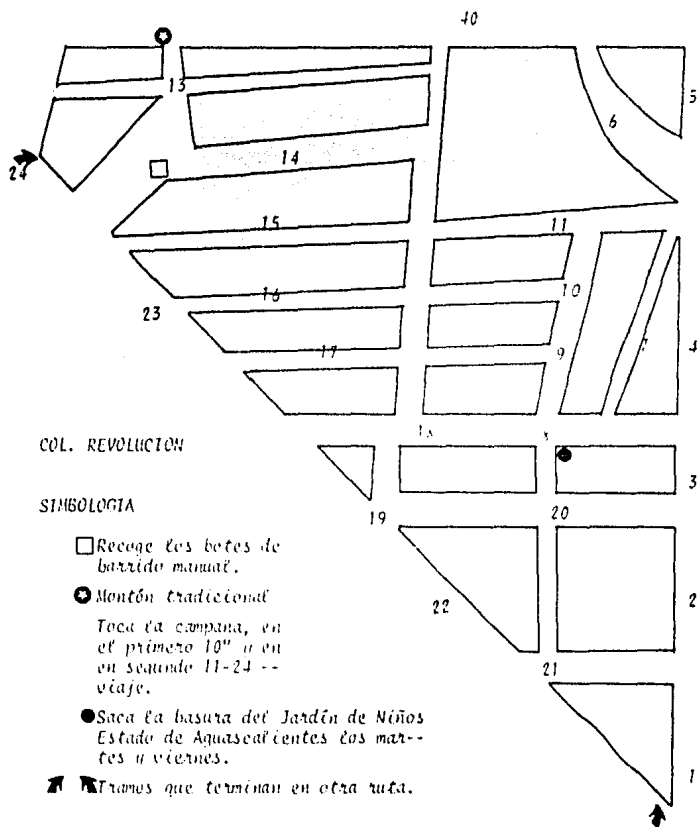 40
13
5
6
24
14
15
11
16
10
23
17
9
4
COL. REVOLUCION
3
SIMBOLOGIA
19
20
Recoge los botes de
barrido manual.
Montón tradicional
22
2
Toca la campana, en
el primero 10" y en
en segundo 11-24 --
viaje.
21
Saca la basura del Jardín de Niños
Estado de Aguascalientes los mar--
tes y viernes.
Tramos que terminan en otra ruta.
1